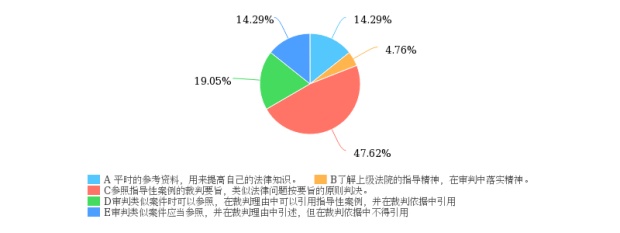 14.29% 14.29%
4.76%
19.05%
47.62%
A 平时的参考资料，用来提高自己的法律知识。 B了解上级法院的指导精神，在审判中落实精神。
C参照指导性案例的裁判要旨，类似法律问题按要旨的原则判决。
D审判类似案件时可以参照，在裁判理由中可以引用指导性案例，并在裁判依据中引用
E审判类似案件应当参照，并在裁判理由中引述，但在裁判依据中不得引用